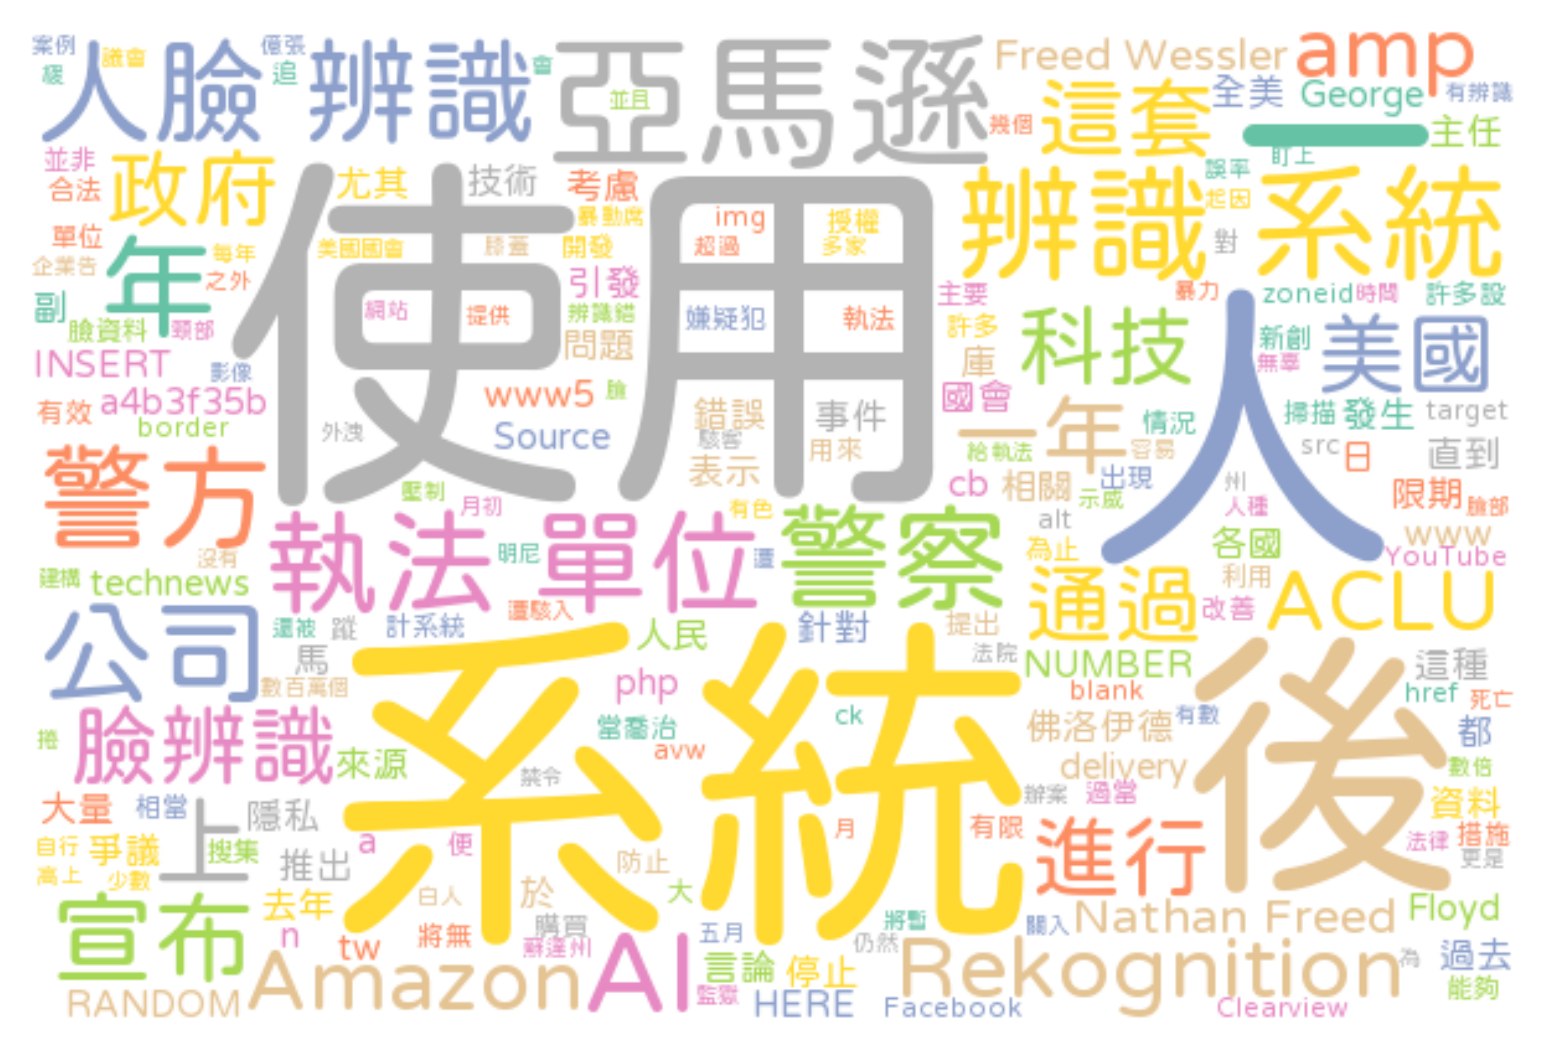 案例
議會
億張
追
會
人臉
辨識
亞馬遜
並且
Freed Wessler
amp
這套
全美
George
有辨識
幾個
一
主任
並非
合法
政府
尤其
技術
考慮
使用
辨識
系統
誤率
盯上
起因
對
單位
企業告
年
每年
之外
美國國會
膝蓋
開發
暴動席
img
超過
授權
多家
引發
副
臉資料
頸部
網站
提供
辨識錯
嫌疑犯
執法
主要
許多
暴力
zoneid
時間
許多設
INSERT
影像
問題
庫
科技
新創
無辜
美國
有效
a4b3f35b
border
www5
臉
國會
人
掃描
發生
target
外洩
Source
錯誤
駭客
事件
用來
表示
一年
情況
容易
給執法
src
日
直到
警方
壓制
月初
有色
cb
相關
出現
示威
州
人種
限期
臉部
沒有
執法
單位
明尼
遭
警察
alt
為止
各國
利用
www
YouTube
建構
technews
遭駭入
通過
改善
ACLU
公司
還被
蹤
計系統
人民
針對
提出
法院
NUMBER
這種
馬
數百萬個
系統
php
blank
後
href
死亡
捲
臉辨識
來源
當喬治
avw
ck
佛洛伊德
有數
都
禁令
delivery
數倍
大量
相當
上
隱私
辦案
過當
資料
自行
爭議
搜集
推出
a
便
月
有限
進行
法律
措施
更是
高上
少數
防止
宣布
去年
白人
於
大
將暫
關入
Nathan Freed
Floyd
n
tw
將無
購買
蘇達州
五月
仍然
RANDOM
Amazon
AI
言論
監獄
停止
Rekognition
為
過去
能夠
HERE
Facebook
Clearview